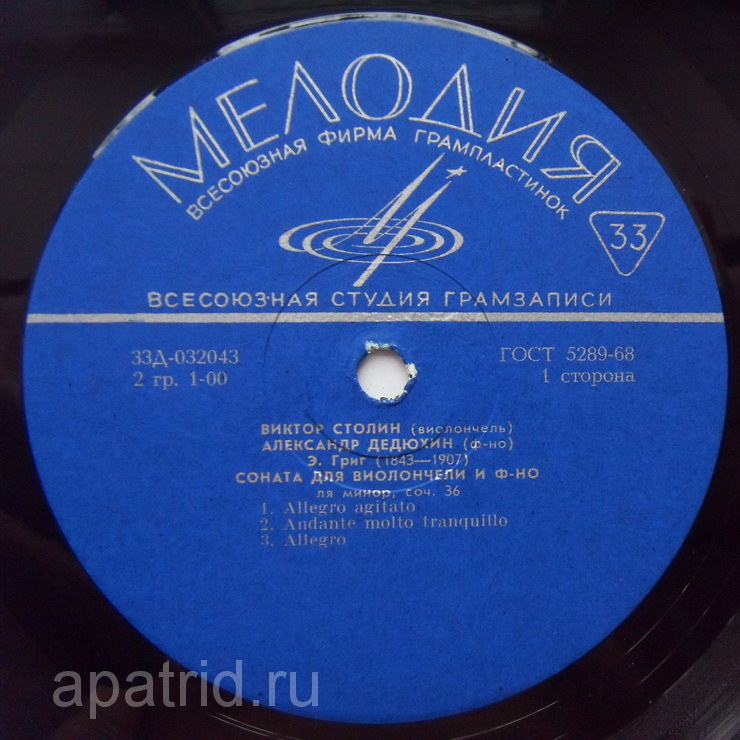 МЕЛОДИЯ
ВСЕСОЮЗНАЯ ФИРМА ГРАМПЛАСТИНОК
33
ВСЕСОЮЗНАЯ СТУДИЯ ГРАМЗАПИСИ
33Д-032043
ГОСТ 5289-68
2 гр. 1-00
1 сторона
ВИКТОР СТОЛИН (виолончель)
АЛЕКСАНДР ДЕДЮХИН (ф-но)
Э. Григ (1843—1907)
СОНАТА ДЛЯ ВИОЛОНЧЕЛИ И Ф-НО
ля минор, соч. 36
1. Allegro agitato
2. Andante molto tranquillo
3. Allegro
apatrid.ru